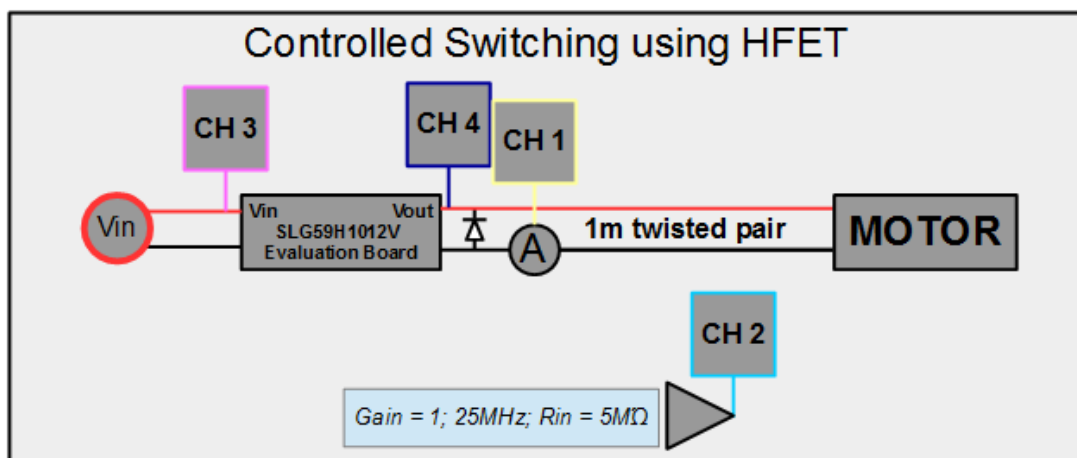 Controlled Switching using HFET
CH 3
CH 4
CH 1
Vin
Vin
Vout
SLG59H1012V
Evaluation Board
A
1m twisted pair
MOTOR
CH 2
Gain = 1; 25MHz; Rin = 5MΩ